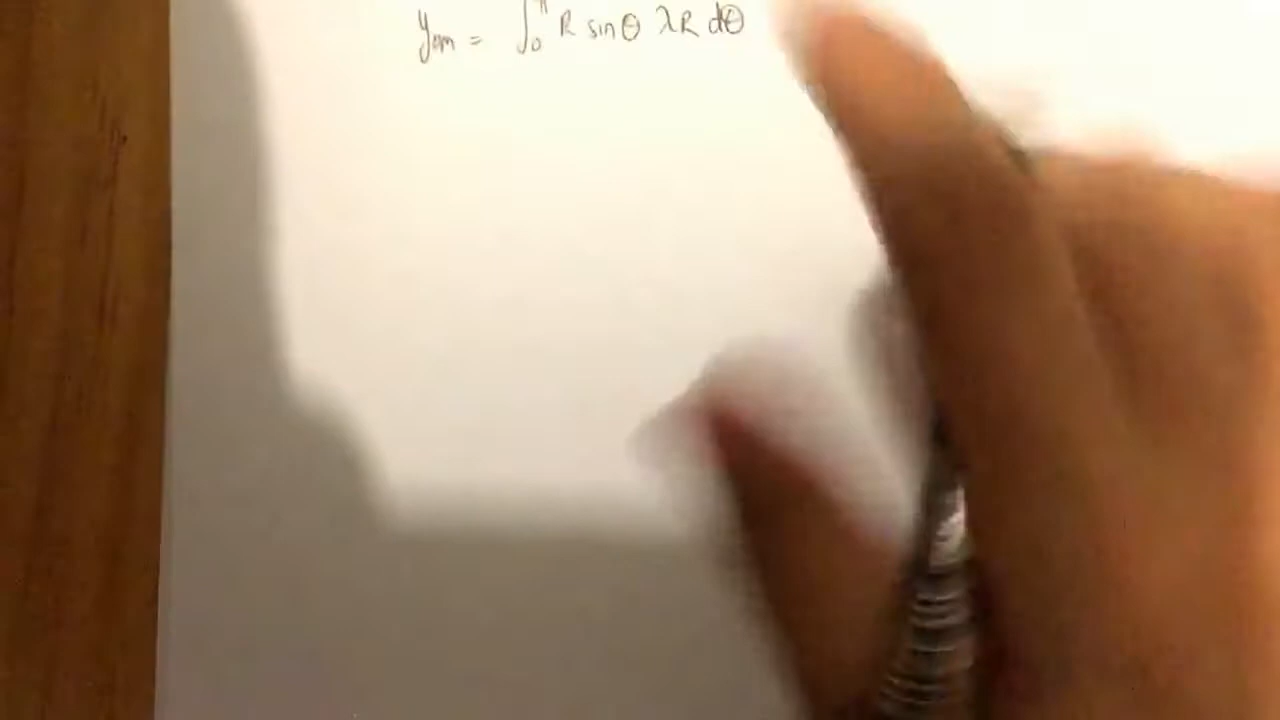 y_cm = ∫_0^π R sinθ λR dθ